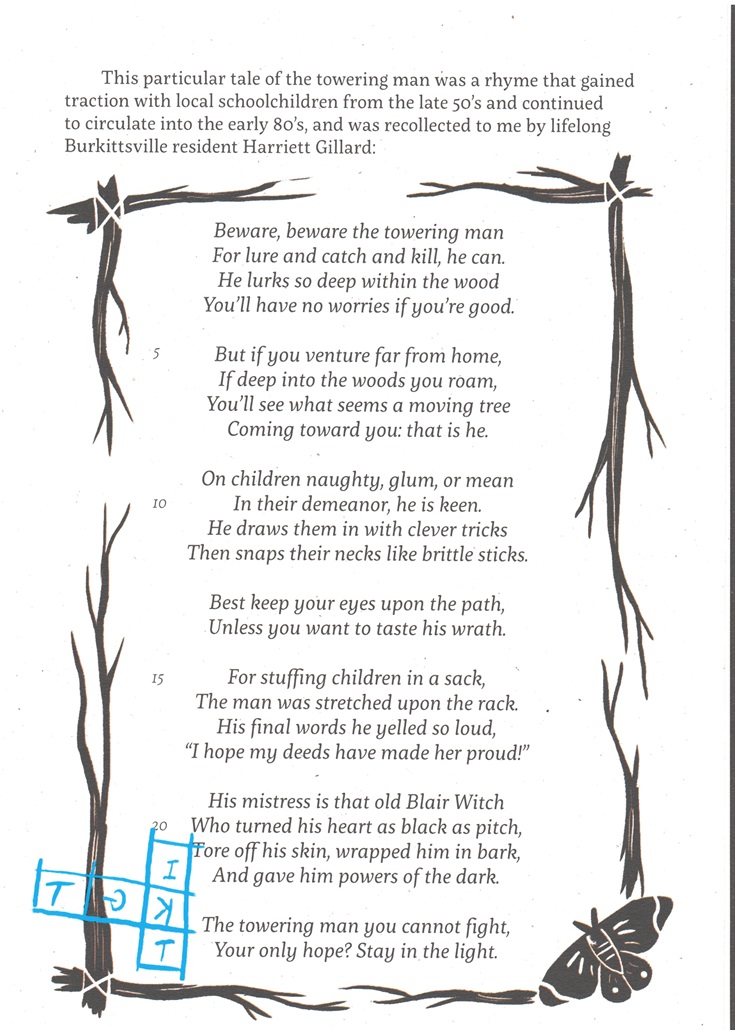 This particular tale of the towering man was a rhyme that gained
traction with local schoolchildren from the late 50’s and continued
to circulate into the early 80’s, and was recollected to me by lifelong
Burkittsville resident Harriett Gillard:
Beware, beware the towering man
For lure and catch and kill, he can.
He lurks so deep within the wood
You’ll have no worries if you’re good.
5 But if you venture far from home,
If deep into the woods you roam,
You’ll see what seems a moving tree
Coming toward you: that is he.
On children naughty, glum, or mean
10 In their demeanor, he is keen.
He draws them in with clever tricks
Then snaps their necks like brittle sticks.
Best keep your eyes upon the path,
Unless you want to taste his wrath.
15 For stuffing children in a sack,
The man was stretched upon the rack.
His final words he yelled so loud,
“I hope my deeds have made her proud!”
His mistress is that old Blair Witch
20 Who turned his heart as black as pitch,
Tore off his skin, wrapped him in bark,
And gave him powers of the dark.
The towering man you cannot fight,
Your only hope? Stay in the light.
I
T G K
T